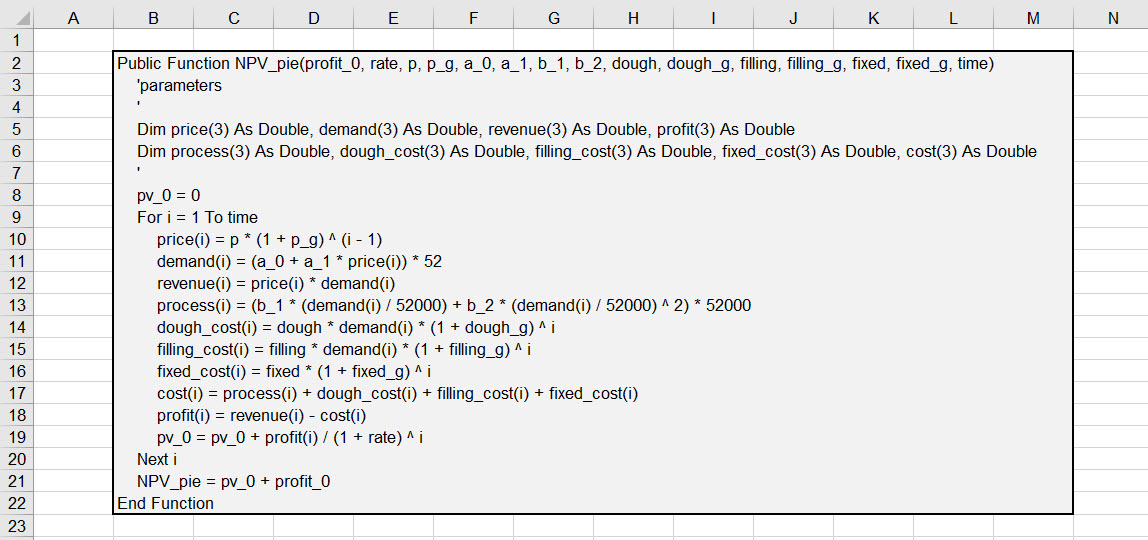 A B C D E F G H I J K L M N
1
2 Public Function NPV_pie(profit_0, rate, p, p_g, a_0, a_1, b_1, b_2, dough, dough_g, filling, filling_g, fixed, fixed_g, time)
3 'parameters
4 '
5 Dim price(3) As Double, demand(3) As Double, revenue(3) As Double, profit(3) As Double
6 Dim process(3) As Double, dough_cost(3) As Double, filling_cost(3) As Double, fixed_cost(3) As Double, cost(3) As Double
7 '
8 pv_0 = 0
9 For i = 1 To time
10 price(i) = p * (1 + p_g) ^ (i - 1)
11 demand(i) = (a_0 + a_1 * price(i)) * 52
12 revenue(i) = price(i) * demand(i)
13 process(i) = (b_1 * (demand(i) / 52000) + b_2 * (demand(i) / 52000) ^ 2) * 52000
14 dough_cost(i) = dough * demand(i) * (1 + dough_g) ^ i
15 filling_cost(i) = filling * demand(i) * (1 + filling_g) ^ i
16 fixed_cost(i) = fixed * (1 + fixed_g) ^ i
17 cost(i) = process(i) + dough_cost(i) + filling_cost(i) + fixed_cost(i)
18 profit(i) = revenue(i) - cost(i)
19 pv_0 = pv_0 + profit(i) / (1 + rate) ^ i
20 Next i
21 NPV_pie = pv_0 + profit_0
22 End Function
23